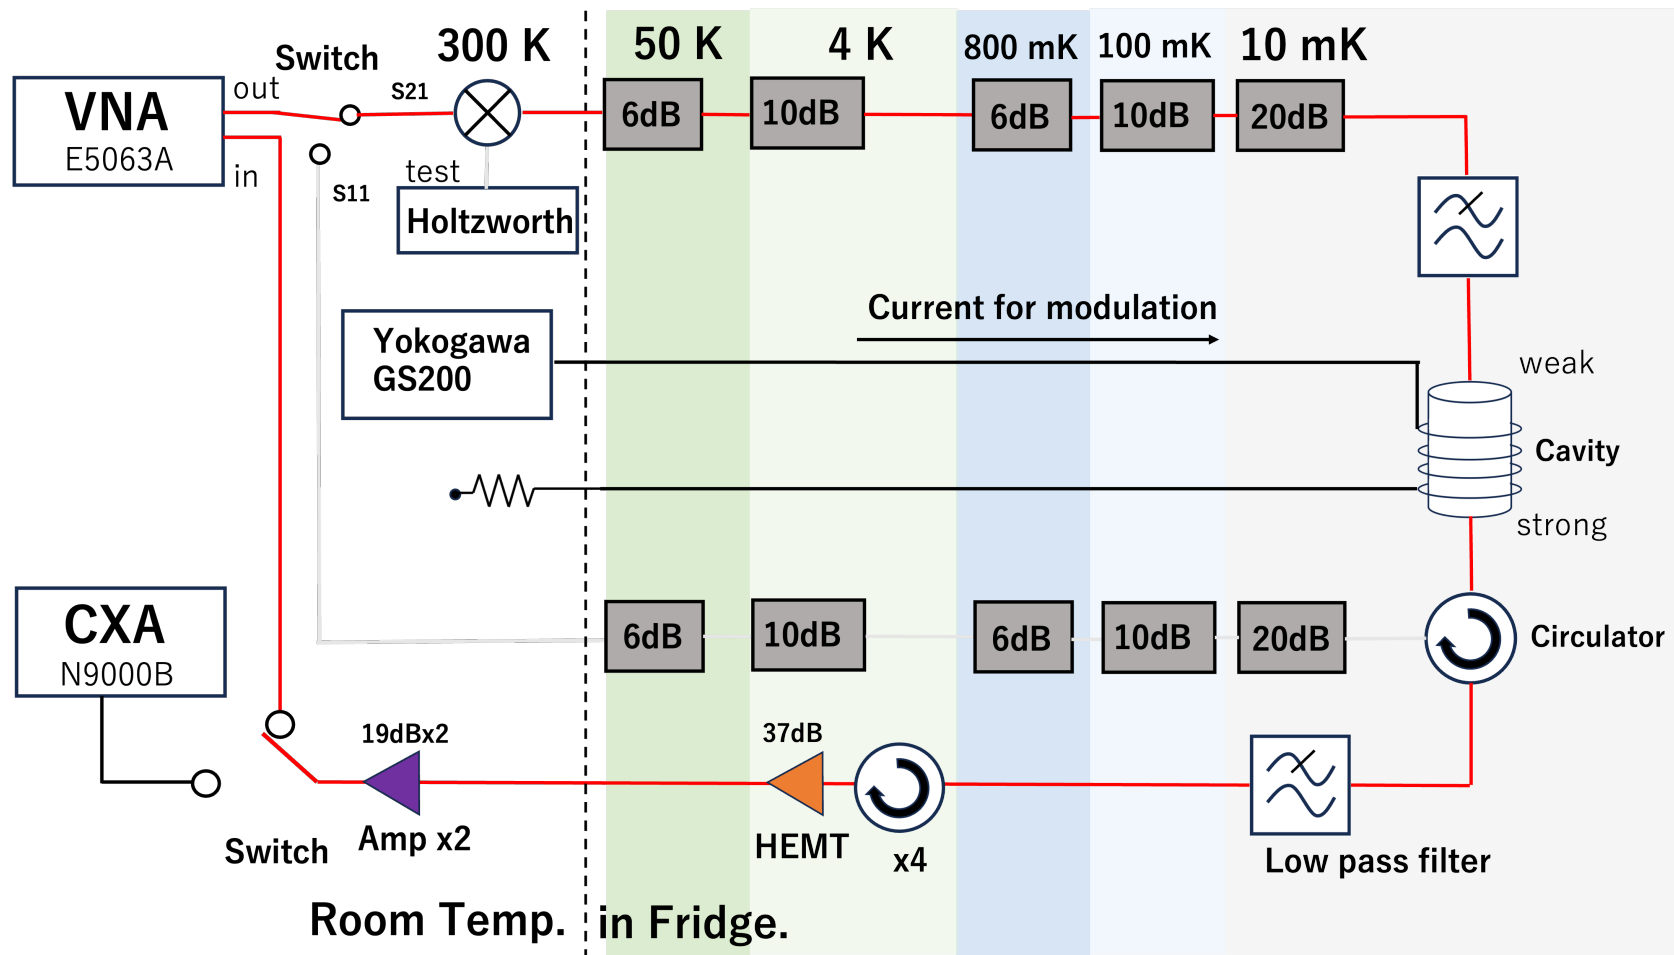 300 K
50 K
4 K
800 mK
100 mK
10 mK
Switch
out
S21
VNA
E5063A
in
6dB
10dB
6dB
10dB
20dB
test
S11
Holtzworth
Current for modulation
Yokogawa
GS200
weak
Cavity
strong
CXA
N9000B
6dB
10dB
6dB
10dB
20dB
Circulator
19dBx2
37dB
Amp x2
HEMT
x4
Switch
Low pass filter
Room Temp.
in Fridge.